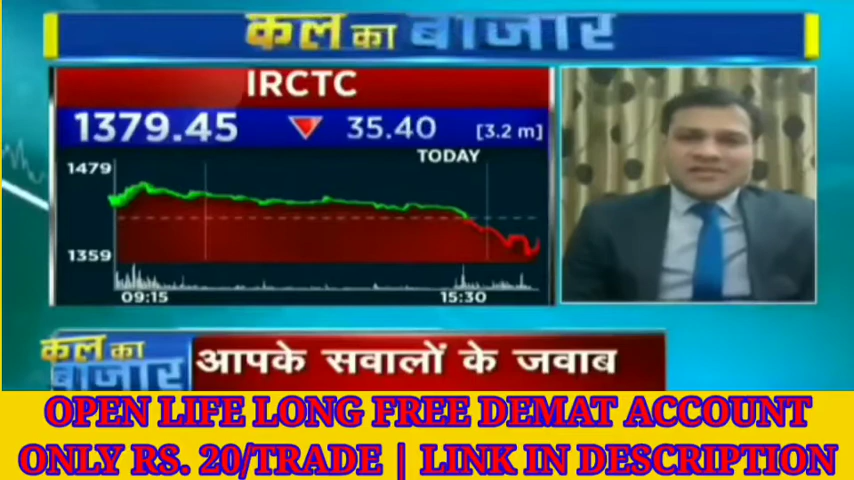 कल का बाजार
IRCTC
1379.45 ▼ 35.40 [3.2 m]
TODAY
1479
1359
09:15 15:30
कल का
बाजार
आपके सवालों के जवाब
OPEN LIFE LONG FREE DEMAT ACCOUNT
ONLY RS. 20/TRADE | LINK IN DESCRIPTION